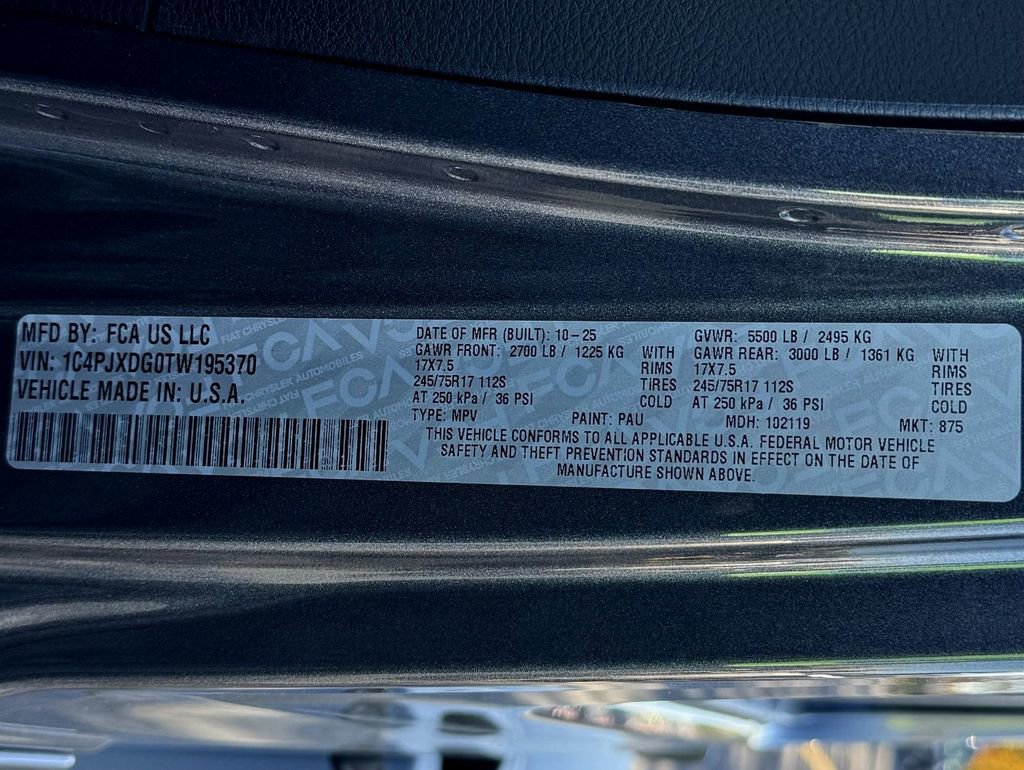 MFD BY: FCA US LLC
VIN: 1C4PJXDG0TW195370
VEHICLE MADE IN: U.S.A.
DATE OF MFR (BUILT): 10-25
GAWR FRONT: 2700 LB / 1225 KG WITH
17X7.5 RIMS
245/75R17 112S TIRES
AT 250 kPa / 36 PSI COLD
GVWR: 5500 LB / 2495 KG
GAWR REAR: 3000 LB / 1361 KG WITH
17X7.5 RIMS
245/75R17 112S TIRES
AT 250 kPa / 36 PSI COLD
TYPE: MPV PAINT: PAU MDH: 102119 MKT: 875
THIS VEHICLE CONFORMS TO ALL APPLICABLE U.S.A. FEDERAL MOTOR VEHICLE
SAFETY AND THEFT PREVENTION STANDARDS IN EFFECT ON THE DATE OF
MANUFACTURE SHOWN ABOVE.